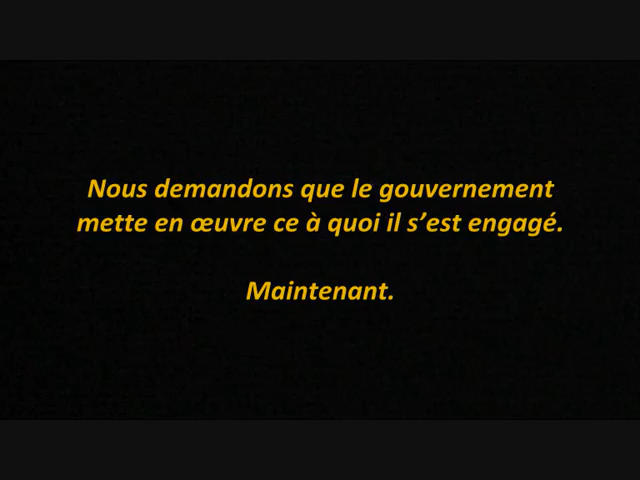 Nous demandons que le gouvernement
mette en œuvre ce à quoi il s’est engagé.
Maintenant.